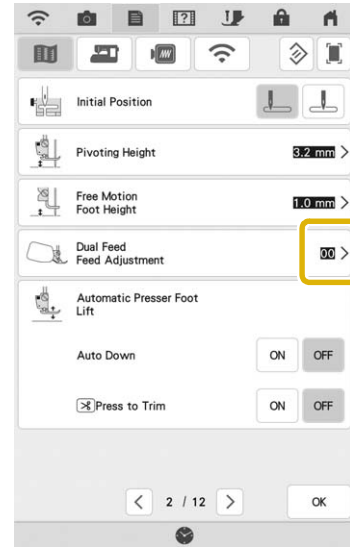 Initial Position
Pivoting Height
3.2 mm
Free Motion
Foot Height
1.0 mm
Dual Feed
Feed Adjustment
00
Automatic Presser Foot
Lift
Auto Down
ON OFF
Press to Trim
ON OFF
2 / 12
OK